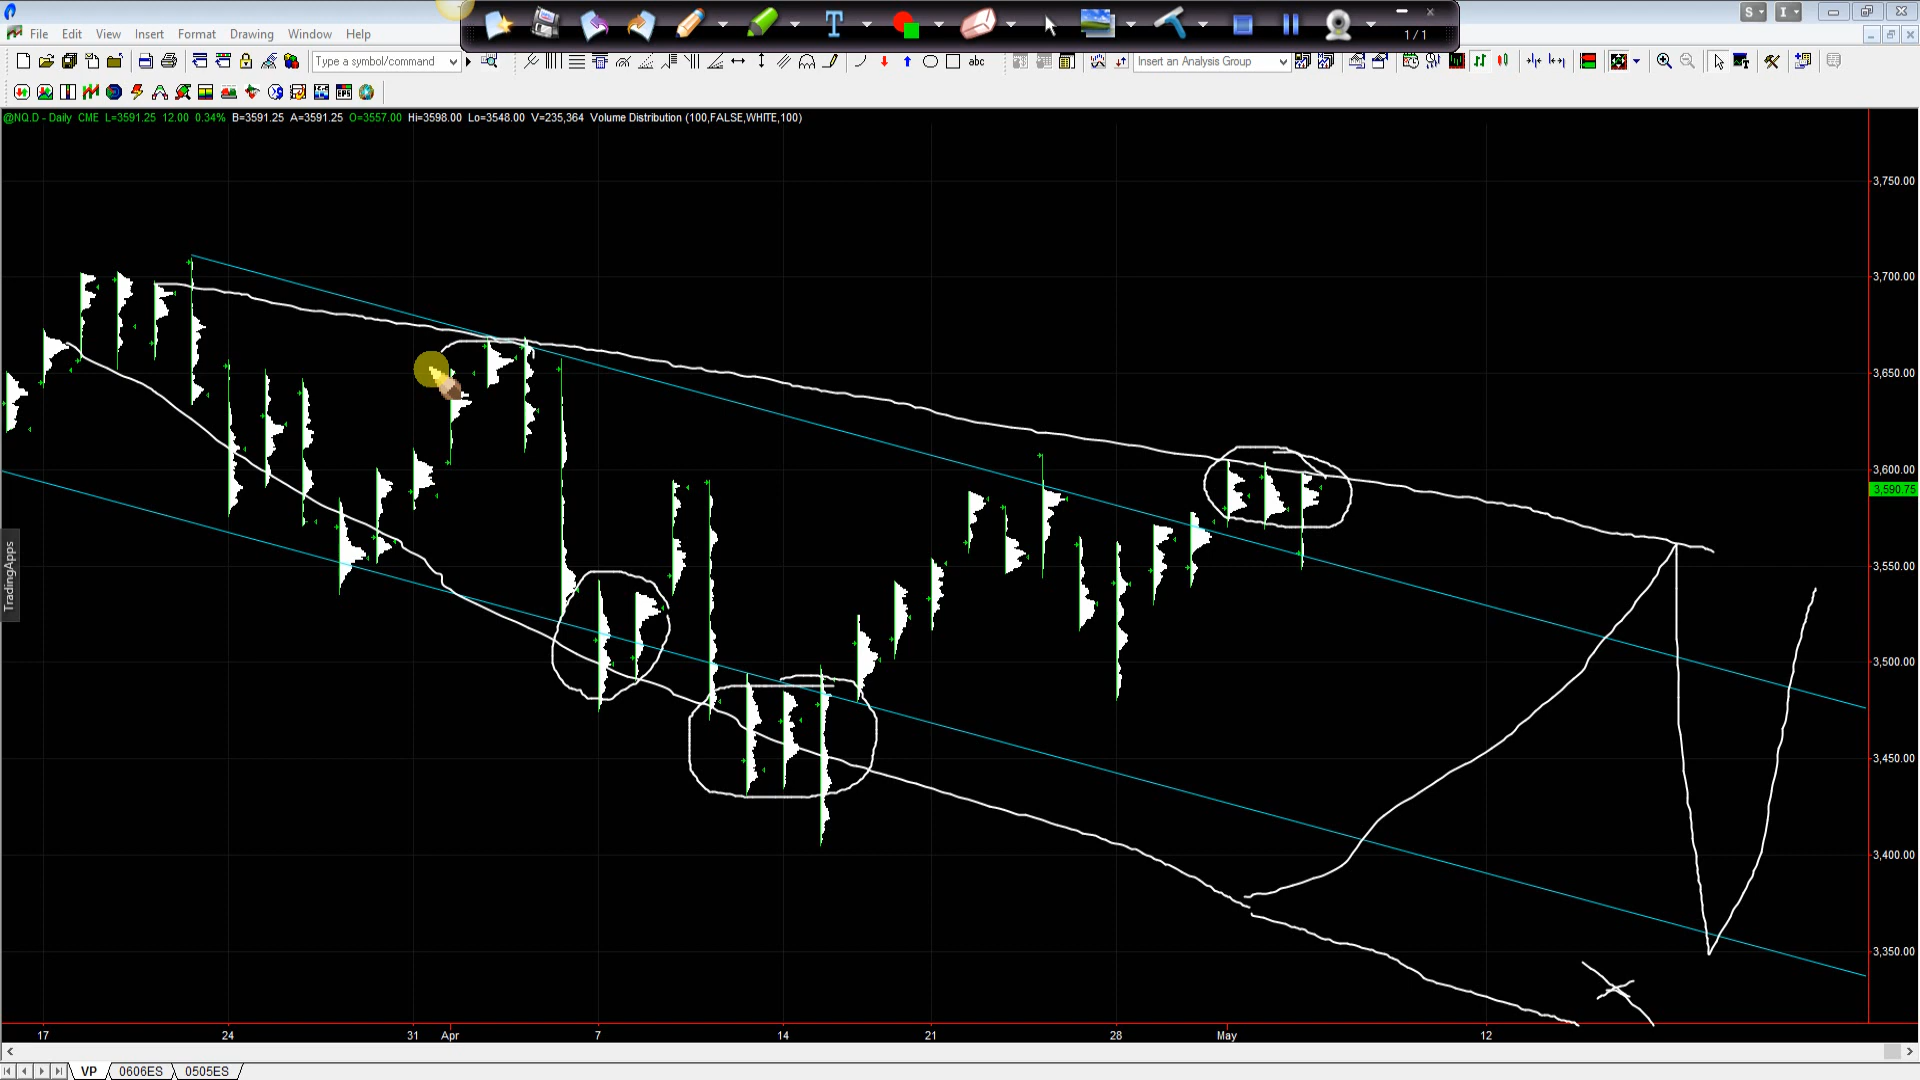 S I
File Edit View Insert Format Drawing Window Help
T
1 / 1
Type a symbol/command
abc
Insert an Analysis Group
EPS
@NQ.D - Daily CME L=3591.25 12.00 0.34% B=3591.25 A=3591.25 O=3557.00 Hi=3598.00 Lo=3548.00 V=235,364 Volume Distribution (100,FALSE,WHITE,100)
3,750.00
3,700.00
3,650.00
3,600.00
3,590.75
3,550.00
3,500.00
3,450.00
3,400.00
3,350.00
TradingApps
17 24 31 Apr 7 14 21 28 May 12
VP 0606ES 0505ES